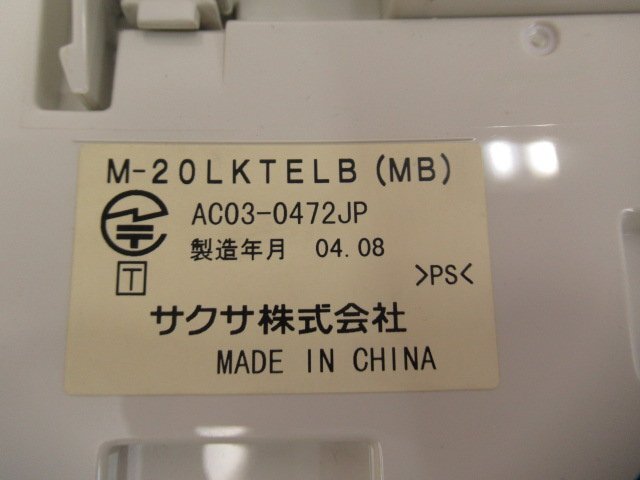 M-20LKTELB (MB)
AC03-0472JP
製造年月 04.08
T
>PS<
サクサ株式会社
MADE IN CHINA